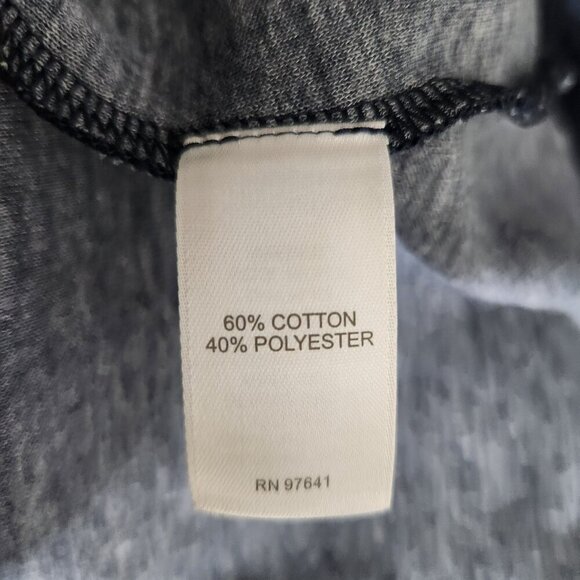 60% COTTON
40% POLYESTER
RN 97641